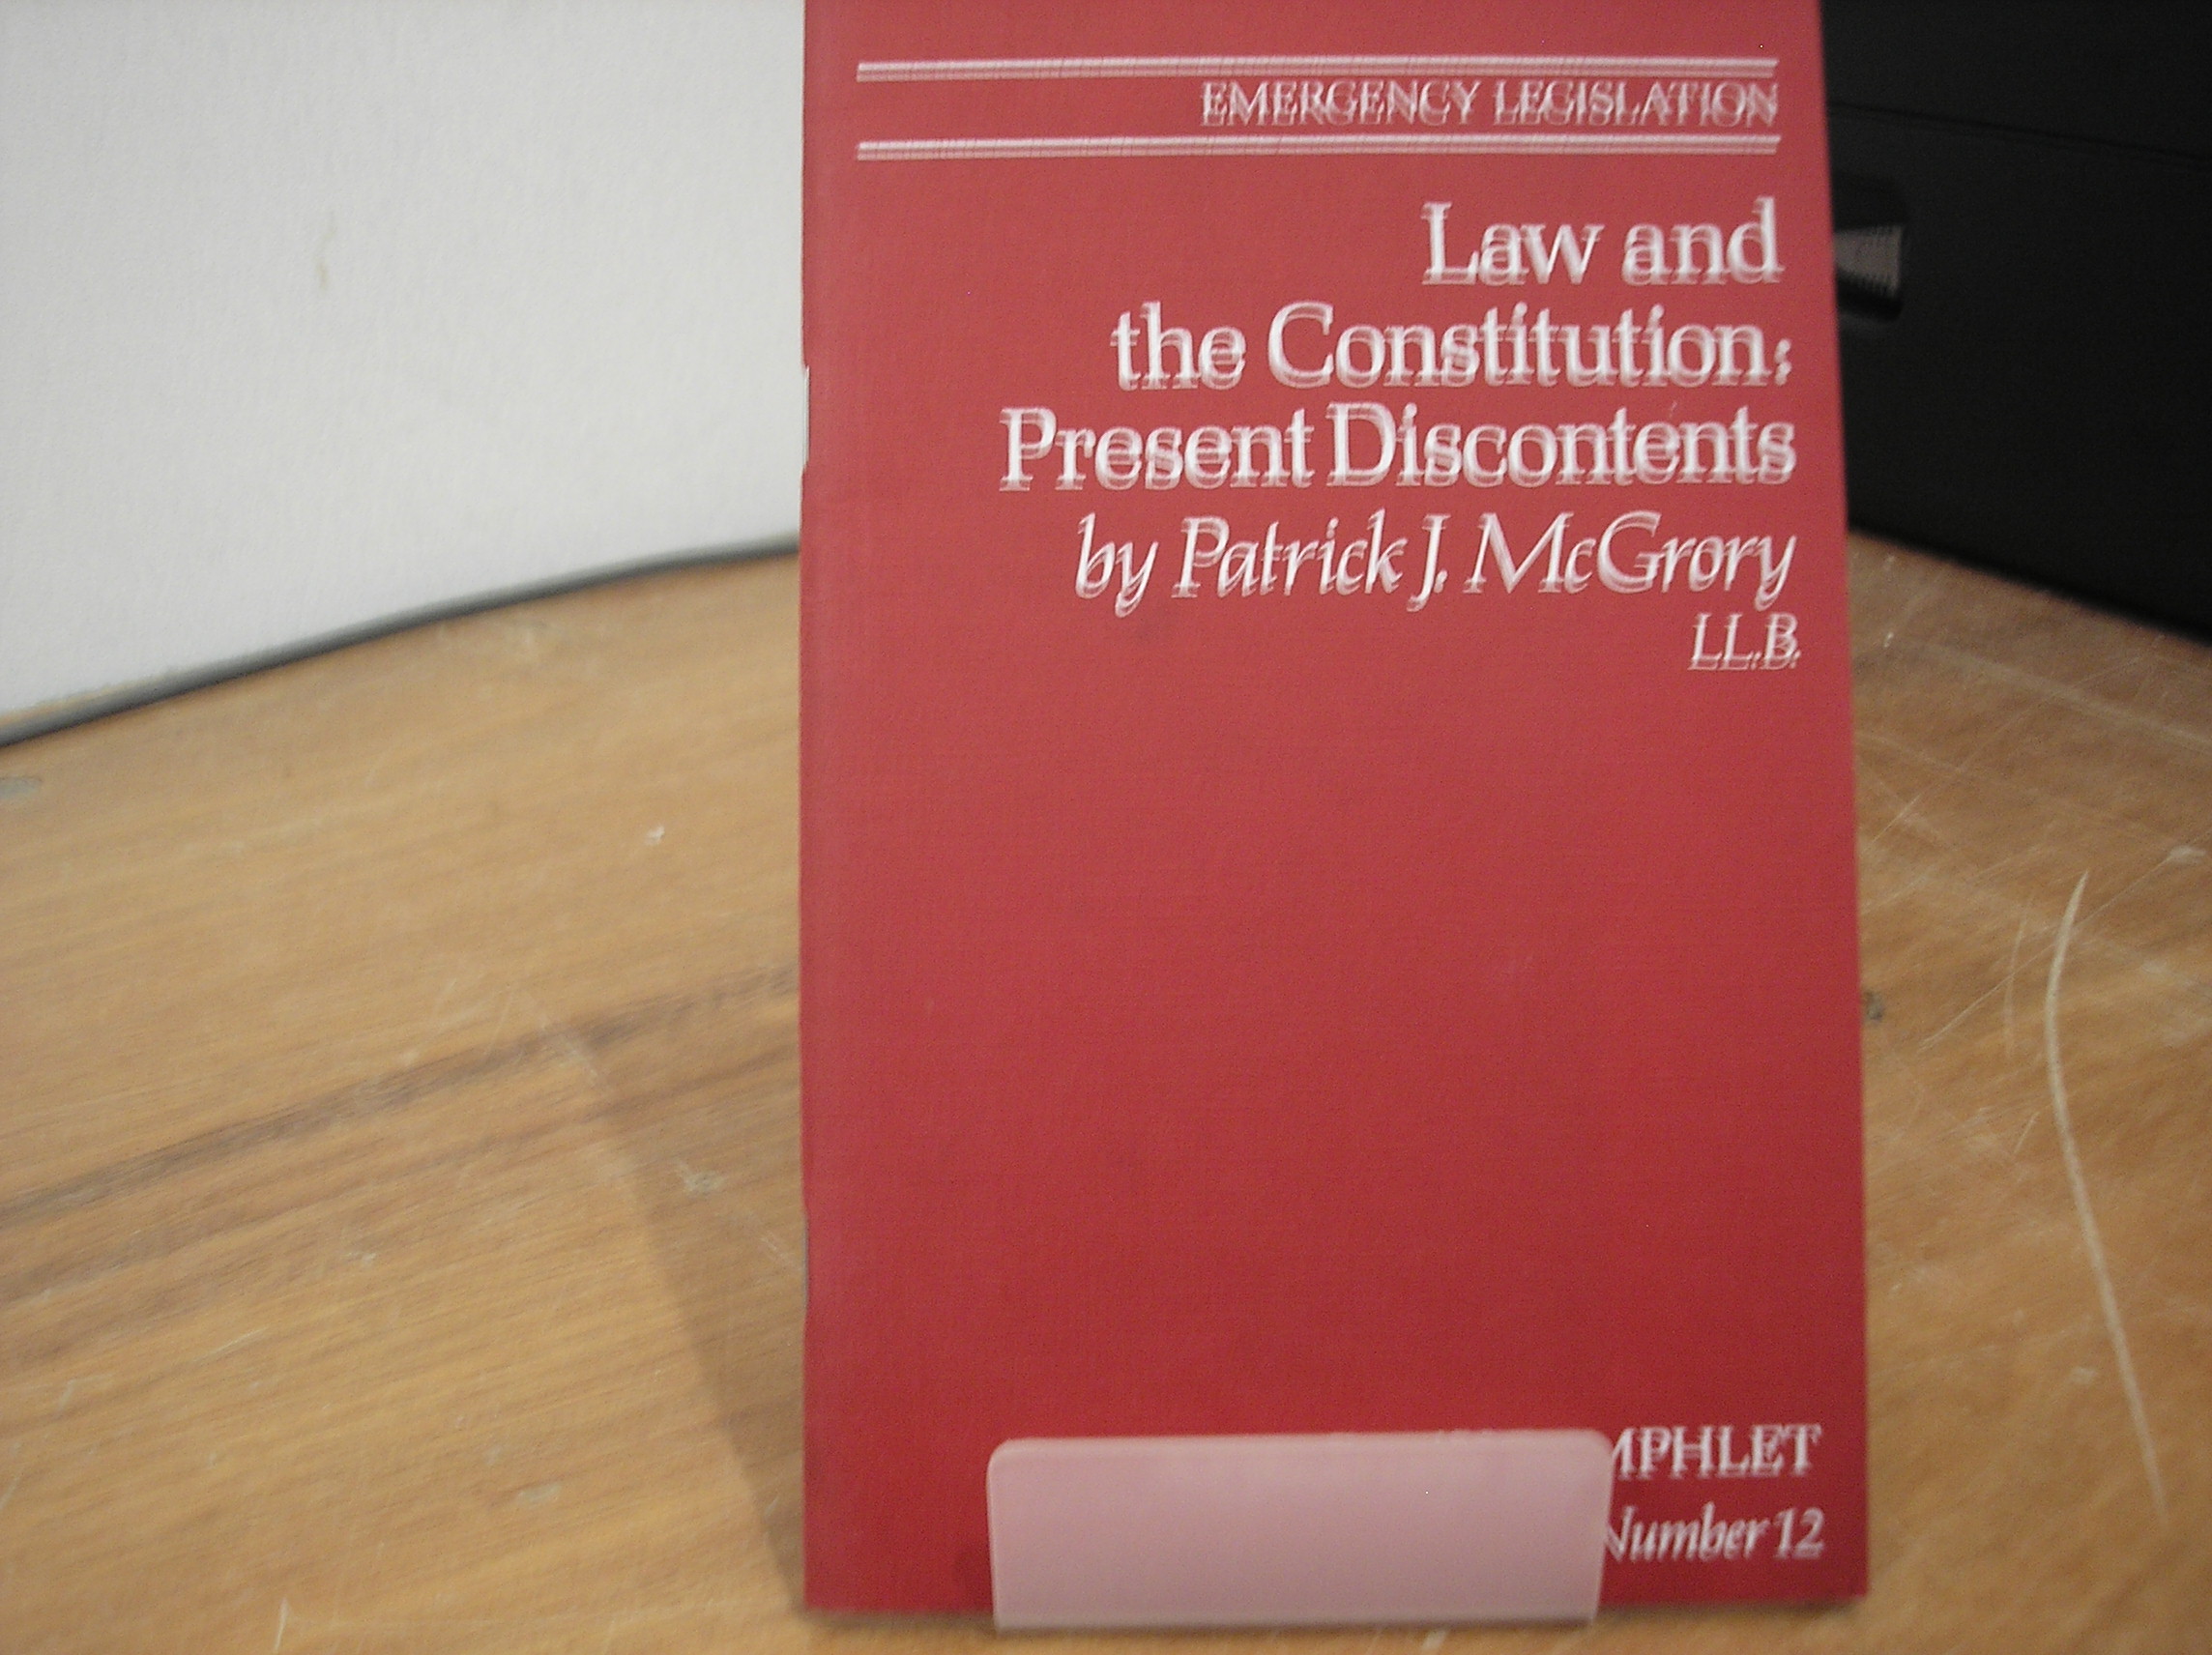 EMERGENCY LEGISLATION
Law and
the Constitution:
Present Discontents
by Patrick J. McGrory
LL.B.
MPHLET
Number 12